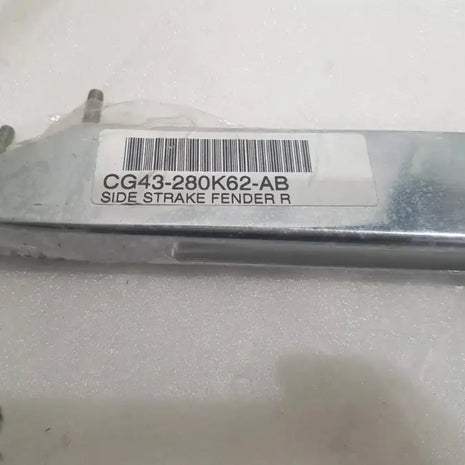 CG43-280K62-AB
SIDE STRAKE FENDER R